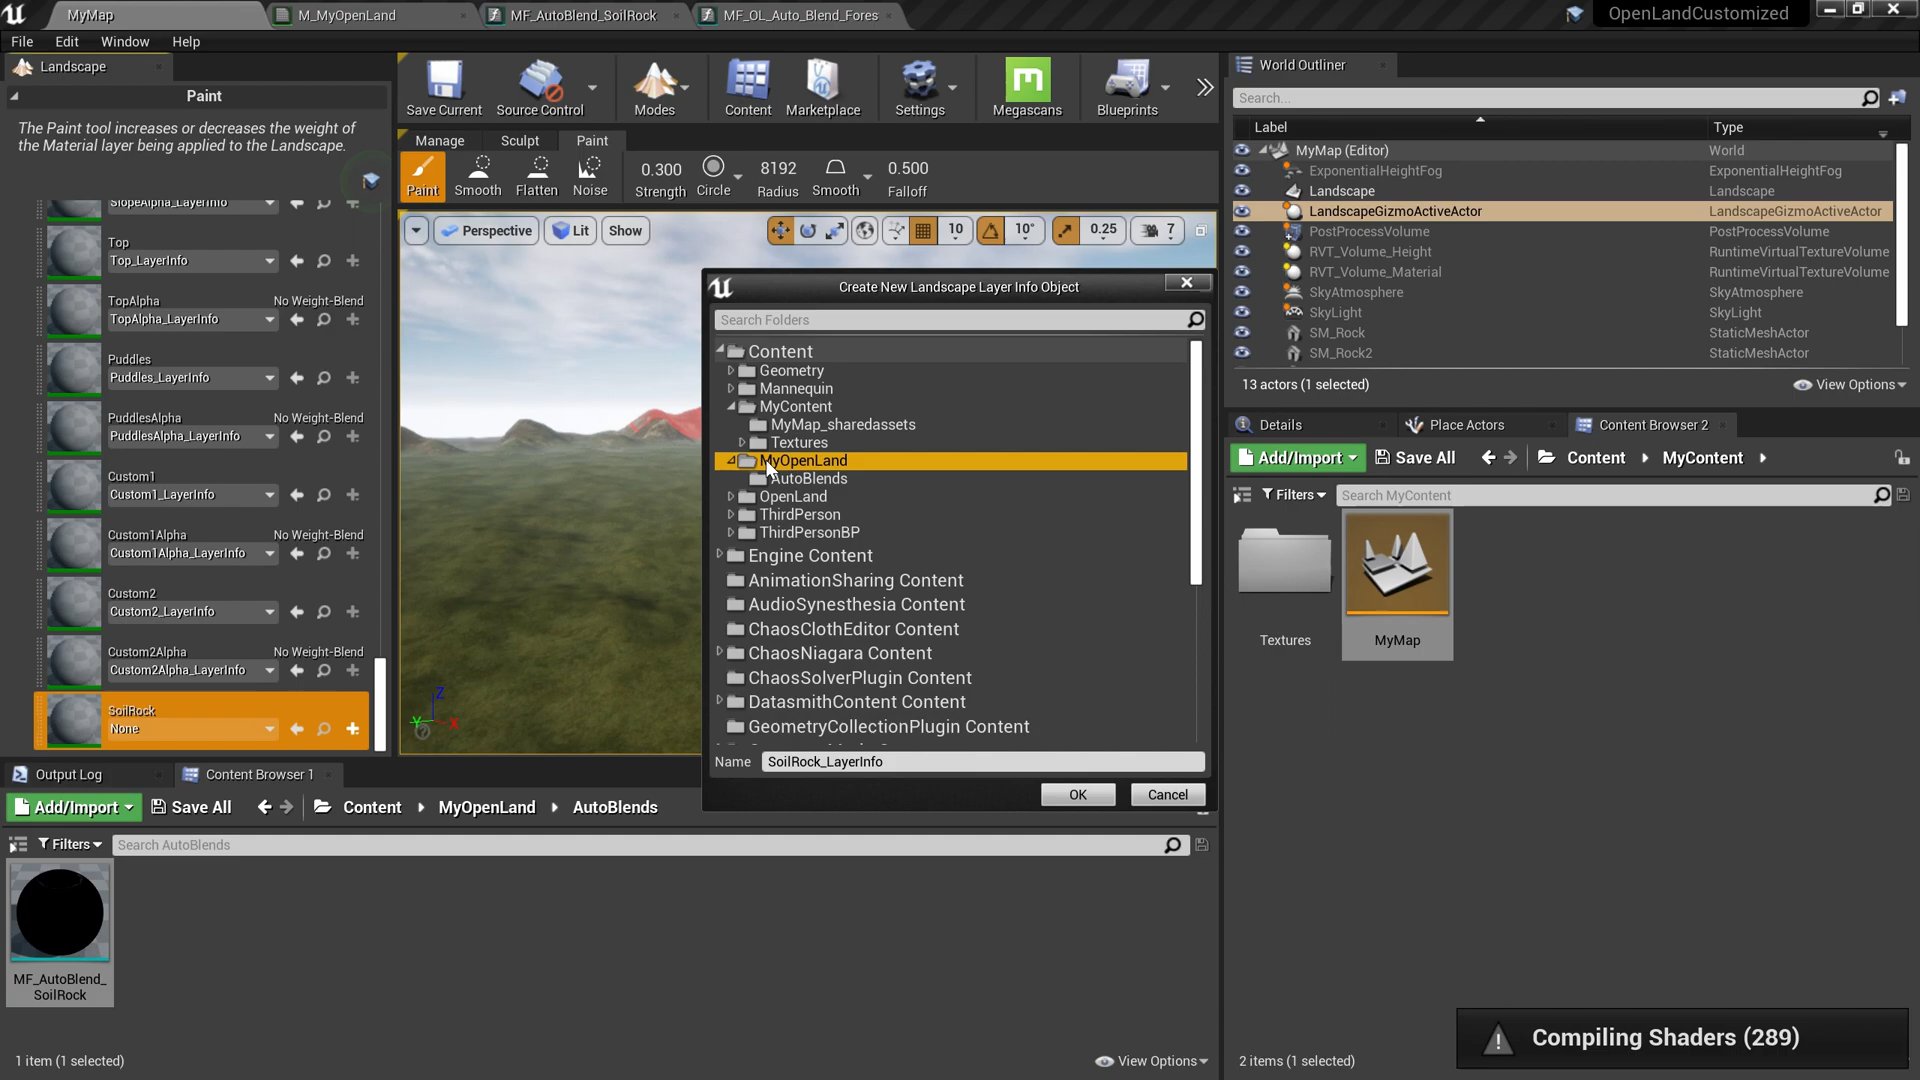 MyMap
M_MyOpenLand
MF_AutoBlend_SoilRock
MF_OL_Auto_Blend_Fores
OpenLandCustomized
File Edit Window Help
Landscape
Paint
The Paint tool increases or decreases the weight of
the Material layer being applied to the Landscape.
SlopeAlpha_LayerInfo
Top
Top_LayerInfo
TopAlpha No Weight-Blend
TopAlpha_LayerInfo
Puddles
Puddles_LayerInfo
PuddlesAlpha No Weight-Blend
PuddlesAlpha_LayerInfo
Custom1
Custom1_LayerInfo
Custom1Alpha No Weight-Blend
Custom1Alpha_LayerInfo
Custom2
Custom2_LayerInfo
Custom2Alpha No Weight-Blend
Custom2Alpha_LayerInfo
SoilRock
None
Save Current Source Control Modes Content Marketplace Settings Megascans Blueprints
Manage Sculpt Paint
Paint Smooth Flatten Noise
0.300 8192 0.500
Strength Circle Radius Smooth Falloff
Perspective Lit Show 10 10° 0.25 7
Z
Y
X
Create New Landscape Layer Info Object
Search Folders
Content
Geometry
Mannequin
MyContent
MyMap_sharedassets
Textures
MyOpenLand
AutoBlends
OpenLand
ThirdPerson
ThirdPersonBP
Engine Content
AnimationSharing Content
AudioSynesthesia Content
ChaosClothEditor Content
ChaosNiagara Content
ChaosSolverPlugin Content
DatasmithContent Content
GeometryCollectionPlugin Content
Name SoilRock_LayerInfo
OK Cancel
World Outliner
Search...
Label Type
MyMap (Editor) World
ExponentialHeightFog ExponentialHeightFog
Landscape Landscape
LandscapeGizmoActiveActor LandscapeGizmoActiveActor
PostProcessVolume PostProcessVolume
RVT_Volume_Height RuntimeVirtualTextureVolume
RVT_Volume_Material RuntimeVirtualTextureVolume
SkyAtmosphere SkyAtmosphere
SkyLight SkyLight
SM_Rock StaticMeshActor
SM_Rock2 StaticMeshActor
13 actors (1 selected) View Options
Details Place Actors Content Browser 2
Add/Import Save All Content MyContent
Filters Search MyContent
Textures
MyMap
2 items (1 selected)
Compiling Shaders (289)
Output Log Content Browser 1
Add/Import Save All Content MyOpenLand AutoBlends
Filters Search AutoBlends
MF_AutoBlend_
SoilRock
1 item (1 selected) View Options